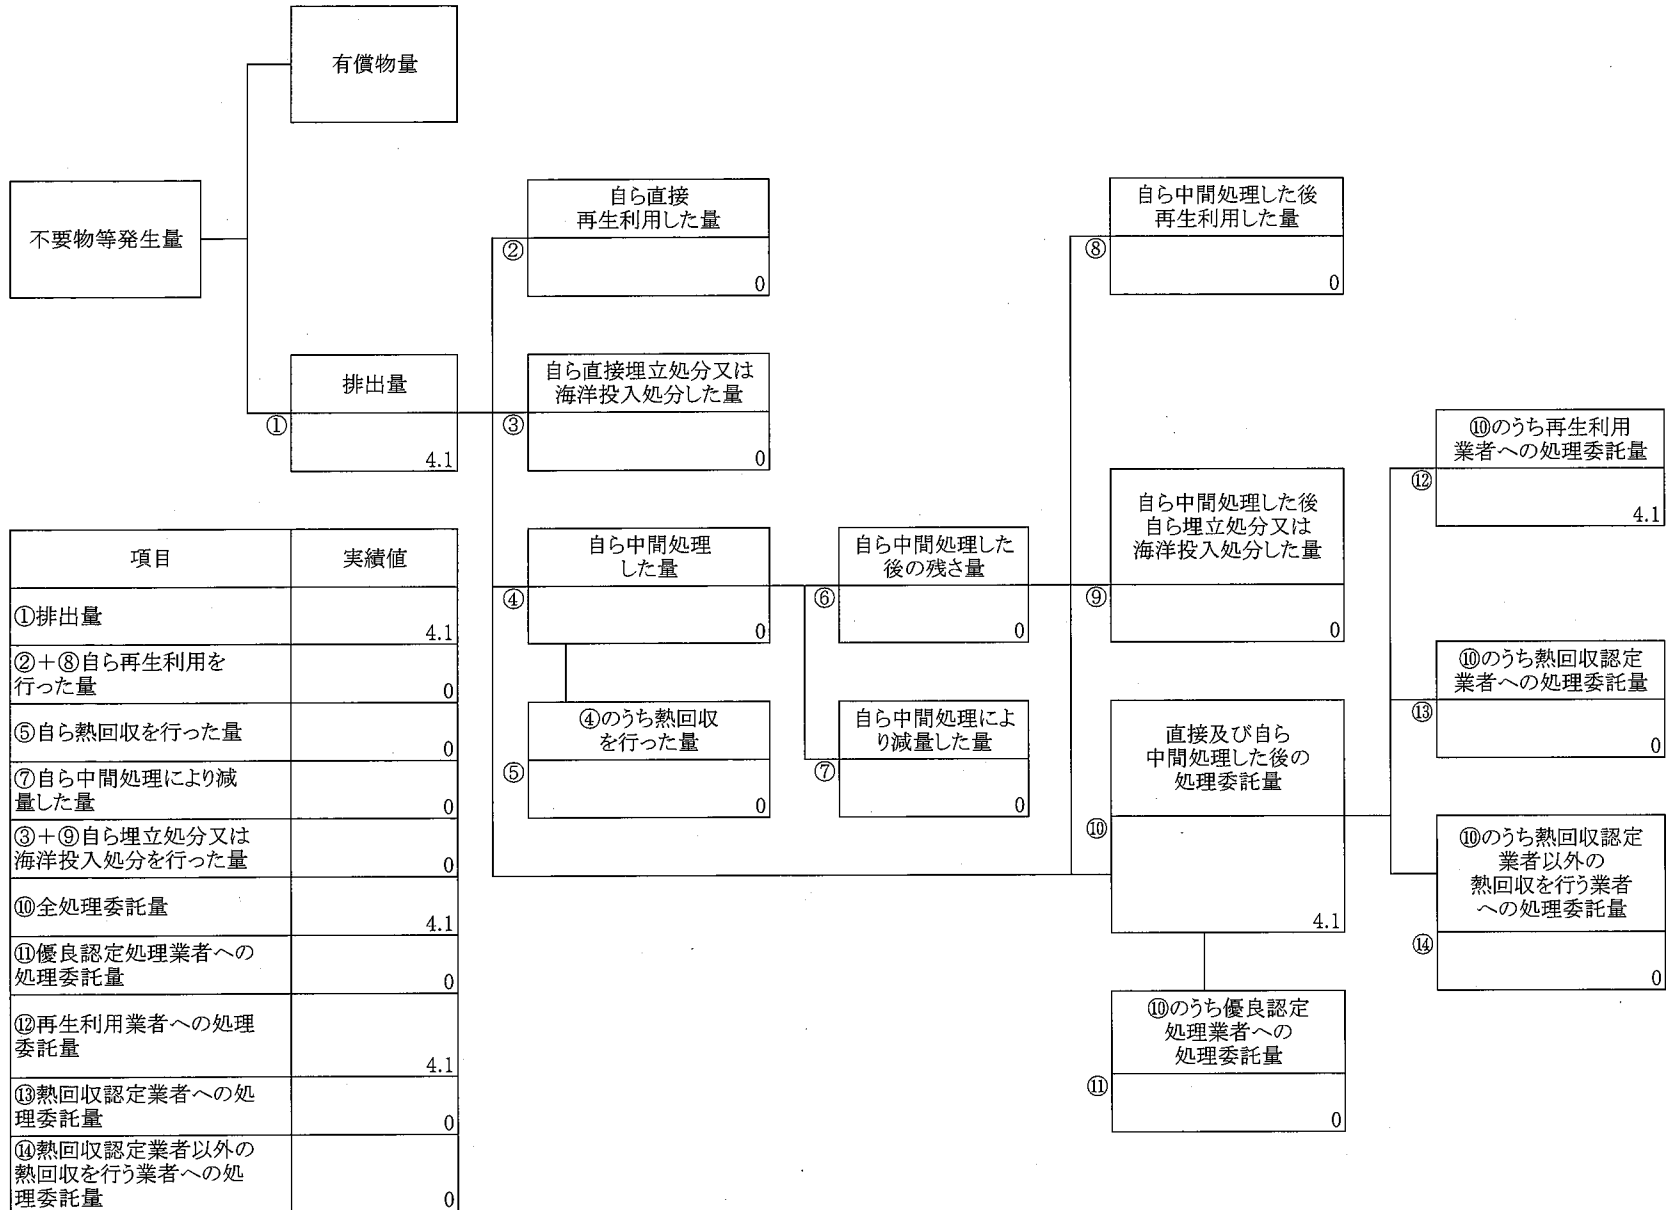 有償物量
不要物等発生量
排出量
①
4.1
自ら直接
再生利用した量
②
0
自ら直接埋立処分又は
海洋投入処分した量
③
0
自ら中間処理
した量
④
0
④のうち熱回収
を行った量
⑤
0
自ら中間処理した
後の残さ量
⑥
0
自ら中間処理によ
り減量した量
⑦
0
自ら中間処理した後
再生利用した量
⑧
0
自ら中間処理した後
自ら埋立処分又は
海洋投入処分した量
⑨
0
直接及び自ら
中間処理した後の
処理委託量
⑩
4.1
⑩のうち優良認定
処理業者への
処理委託量
⑪
0
⑩のうち再生利用
業者への処理委託量
⑫
4.1
⑩のうち熱回収認定
業者への処理委託量
⑬
0
⑩のうち熱回収認定
業者以外の
熱回収を行う業者
への処理委託量
⑭
0
項目 実績値
①排出量
4.1
②+⑧自ら再生利用を
行った量
0
⑤自ら熱回収を行った量
0
⑦自ら中間処理により減
量した量
0
③+⑨自ら埋立処分又は
海洋投入処分を行った量
0
⑩全処理委託量
4.1
⑪優良認定処理業者への
処理委託量
0
⑫再生利用業者への処理
委託量
4.1
⑬熱回収認定業者への処
理委託量
0
⑭熱回収認定業者以外の
熱回収を行う業者への処
理委託量
0